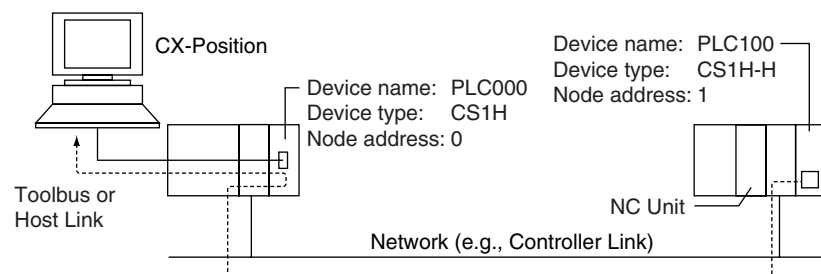 CX-Position
Device name: PLC000
Device type: CS1H
Node address: 0
Device name: PLC100
Device type: CS1H-H
Node address: 1
Toolbus or
Host Link
NC Unit
Network (e.g., Controller Link)